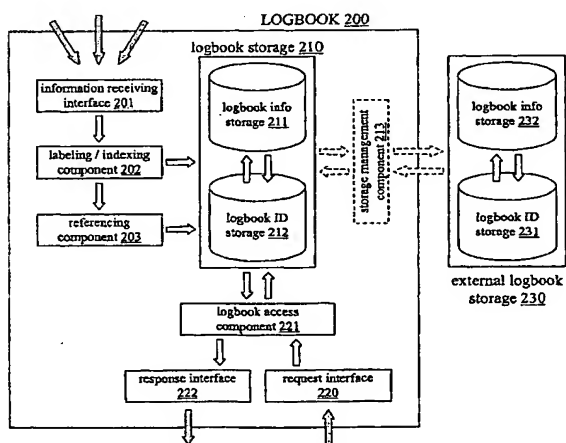 LOGBOOK 200
logbook storage 210
information receiving
interface 201
labeling / indexing
component 202
referencing
component 203
logbook info
storage 211
logbook ID
storage 212
storage management
component 213
logbook info
storage 232
logbook ID
storage 231
external logbook
storage 230
logbook access
component 221
response interface
222
request interface
220